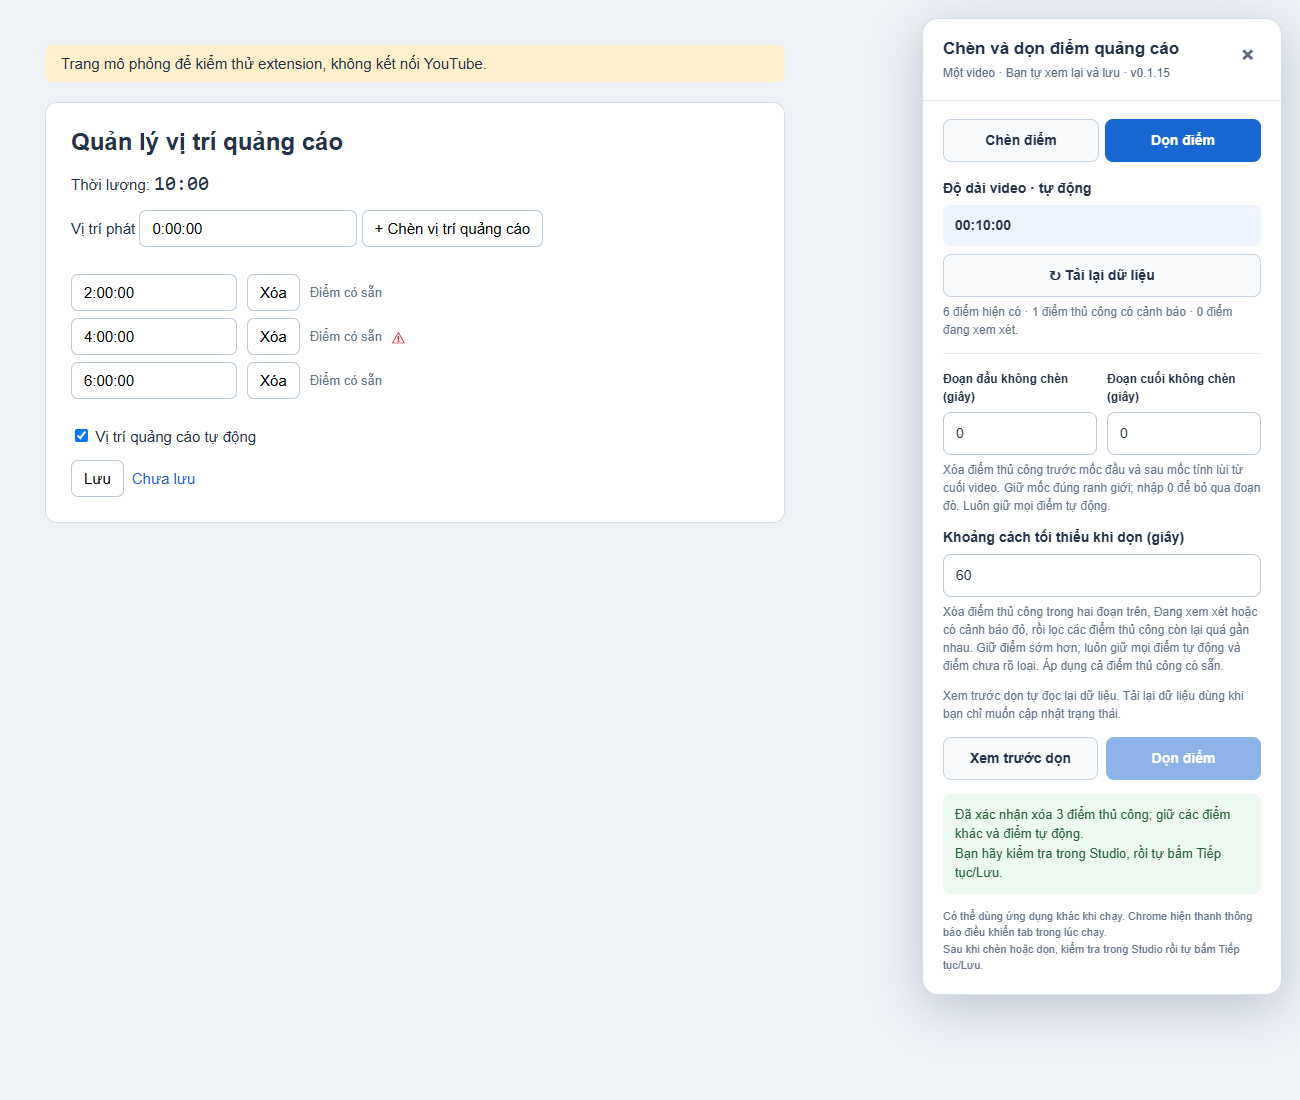 Trang mô phỏng để kiểm thử extension, không kết nối YouTube.
Quản lý vị trí quảng cáo
Thời lượng: 10:00
Vị trí phát 0:00:00 + Chèn vị trí quảng cáo
2:00:00 Xóa Điểm có sẵn
4:00:00 Xóa Điểm có sẵn
6:00:00 Xóa Điểm có sẵn
Vị trí quảng cáo tự động
Lưu Chưa lưu
Chèn và dọn điểm quảng cáo
Một video · Bạn tự xem lại và lưu · v0.1.15
×
Chèn điểm Dọn điểm
Độ dài video · tự động
00:10:00
↻ Tải lại dữ liệu
6 điểm hiện có · 1 điểm thủ công có cảnh báo · 0 điểm
đang xem xét.
Đoạn đầu không chèn
(giây)
Đoạn cuối không chèn
(giây)
0 0
Xóa điểm thủ công trước mốc đầu và sau mốc tính lùi từ
cuối video. Giữ mốc đúng ranh giới; nhập 0 để bỏ qua đoạn
đó. Luôn giữ mọi điểm tự động.
Khoảng cách tối thiểu khi dọn (giây)
60
Xóa điểm thủ công trong hai đoạn trên, Đang xem xét hoặc
có cảnh báo đỏ, rồi lọc các điểm thủ công còn lại quá gần
nhau. Giữ điểm sớm hơn; luôn giữ mọi điểm tự động và
điểm chưa rõ loại. Áp dụng cả điểm thủ công có sẵn.
Xem trước dọn tự đọc lại dữ liệu. Tải lại dữ liệu dùng khi
bạn chỉ muốn cập nhật trạng thái.
Xem trước dọn Dọn điểm
Đã xác nhận xóa 3 điểm thủ công; giữ các điểm
khác và điểm tự động.
Bạn hãy kiểm tra trong Studio, rồi tự bấm Tiếp
tục/Lưu.
Có thể dùng ứng dụng khác khi chạy. Chrome hiện thanh thông
báo điều khiển tab trong lúc chạy.
Sau khi chèn hoặc dọn, kiểm tra trong Studio rồi tự bấm Tiếp
tục/Lưu.